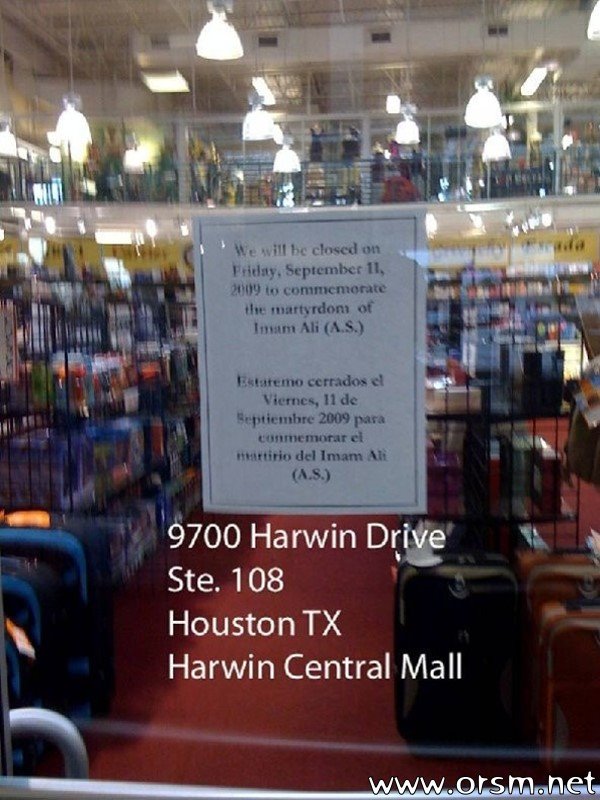 We will be closed on
Friday, September 11,
2009 to commemorate
the martyrdom of
Imam Ali (A.S.)
Estaremo cerrados el
Viernes, 11 de
Septiembre 2009 para
conmemorar el
martirio del Imam Ali
(A.S.)
9700 Harwin Drive
Ste. 108
Houston TX
Harwin Central Mall
www.orsm.net